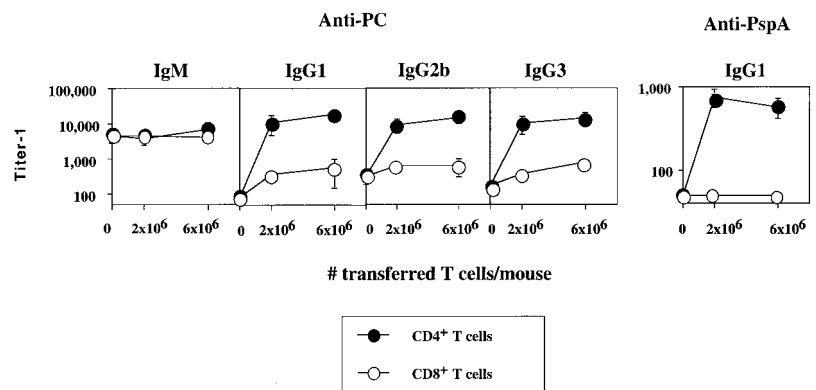 Anti-PC
Anti-PspA
IgM
IgG1
IgG2b
IgG3
IgG1
100,000
10,000
1,000
100
Titer-1
1,000
100
0 2x10⁶ 6x10⁶
0 2x10⁶ 6x10⁶
0 2x10⁶ 6x10⁶
0 2x10⁶ 6x10⁶
0 2x10⁶ 6x10⁶
# transferred T cells/mouse
CD4⁺ T cells
CD8⁺ T cells